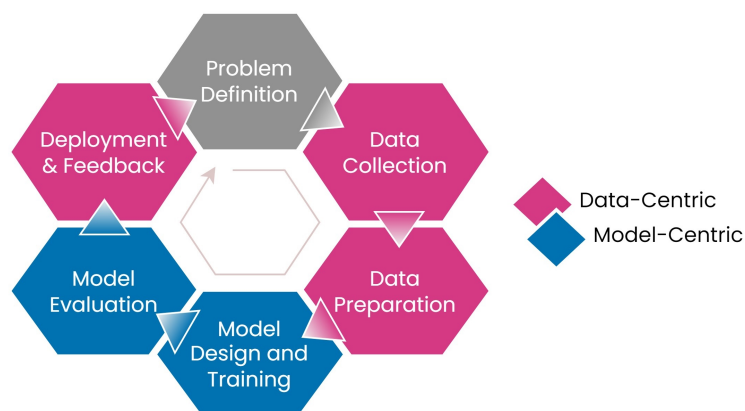 Problem
Definition
Data
Collection
Data
Preparation
Model
Design and
Training
Model
Evaluation
Deployment
& Feedback
Data-Centric
Model-Centric